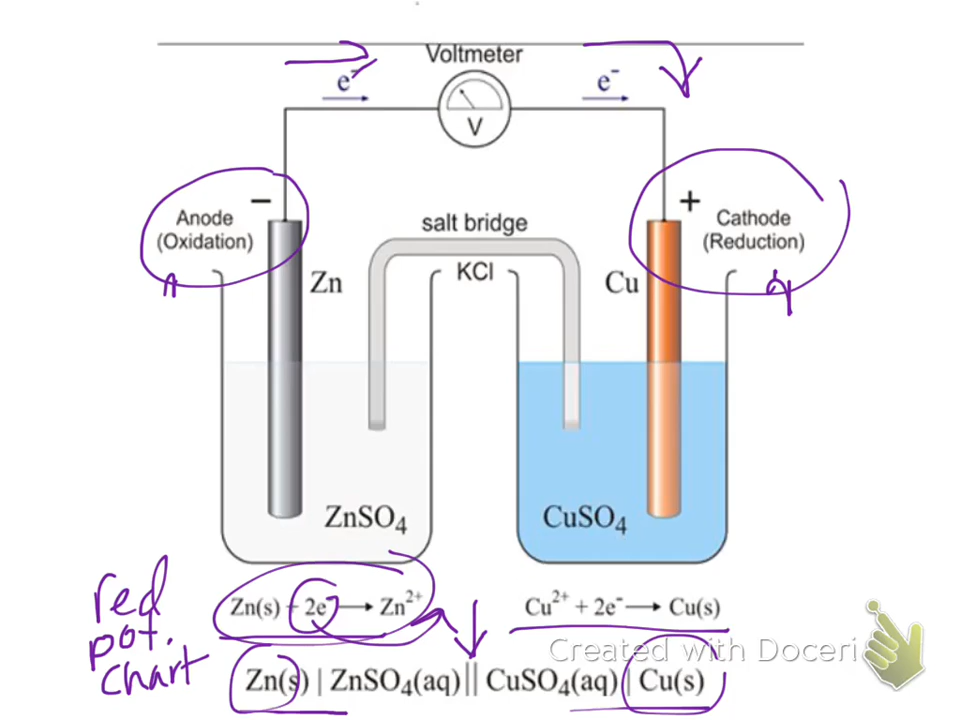 Voltmeter
e⁻ e⁻
V
− +
Anode
(Oxidation)
Cathode
(Reduction)
salt bridge
KCl
Zn
Cu
ZnSO₄
CuSO₄
Zn(s) - 2e⁻ → Zn²⁺
Cu²⁺ + 2e⁻ → Cu(s)
red
pot.
chart
Created with Doceri
Zn(s) | ZnSO₄(aq) || CuSO₄(aq) | Cu(s)